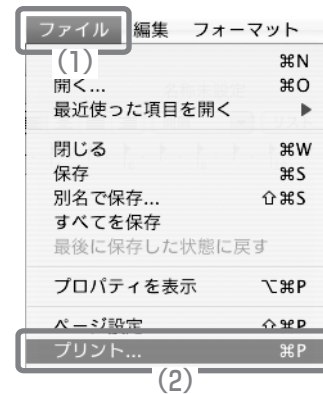 ファイル 編集 フォーマット
(1) ⌘N
開く... ⌘O
最近使った項目を開く ▶
閉じる ⌘W
保存 ⌘S
別名で保存... ⇧⌘S
すべてを保存
最後に保存した状態に戻す
プロパティを表示 ⌥⌘P
ページ設定 ⇧⌘P
プリント... ⌘P
(2)